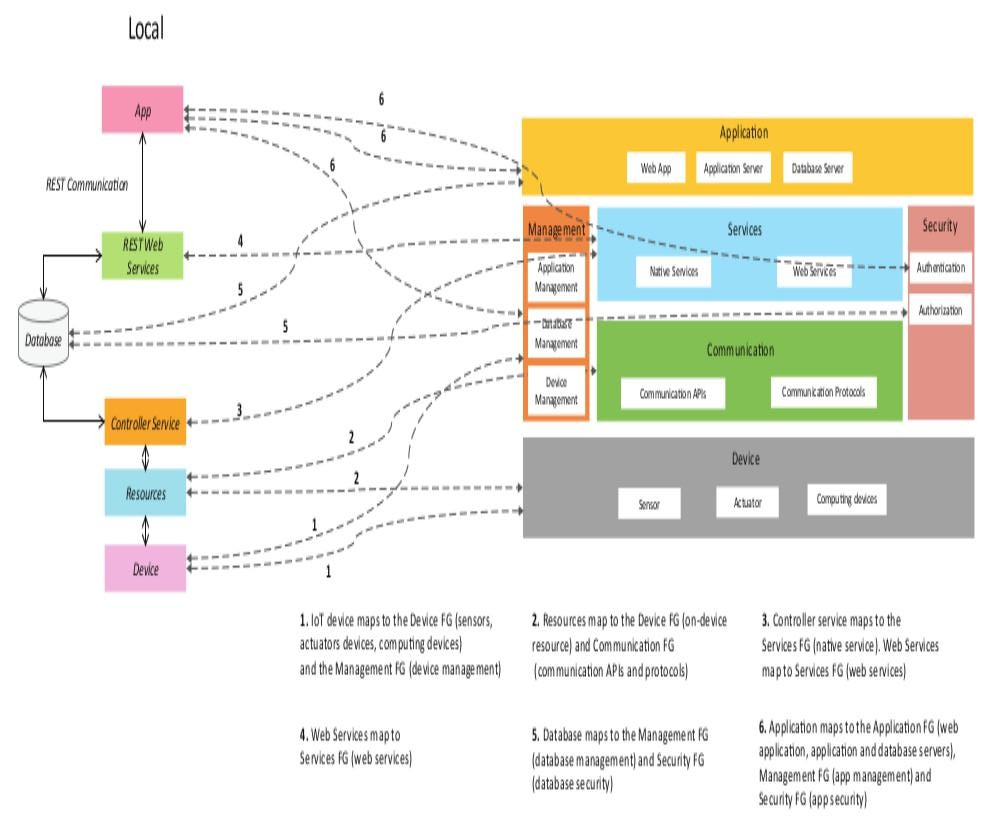 Local
App
REST Communication
REST Web
Services
Database
Controller Service
Resources
Device
6
6
6
4
5
5
3
2
2
1
1
Application
Web App
Application Server
Database Server
Management
Application
Management
Database
Management
Device
Management
Services
Native Services
Web Services
Security
Authentication
Authorization
Communication
Communication APIs
Communication Protocols
Device
Sensor
Actuator
Computing devices
1. IoT device maps to the Device FG (sensors,
actuators devices, computing devices)
and the Management FG (device management)
2. Resources map to the Device FG (on-device
resource) and Communication FG
(communication APIs and protocols)
3. Controller service maps to the
Services FG (native service). Web Services
map to Services FG (web services)
4. Web Services map to
Services FG (web services)
5. Database maps to the Management FG
(database management) and Security FG
(database security)
6. Application maps to the Application FG (web
application, application and database servers),
Management FG (app management) and
Security FG (app security)